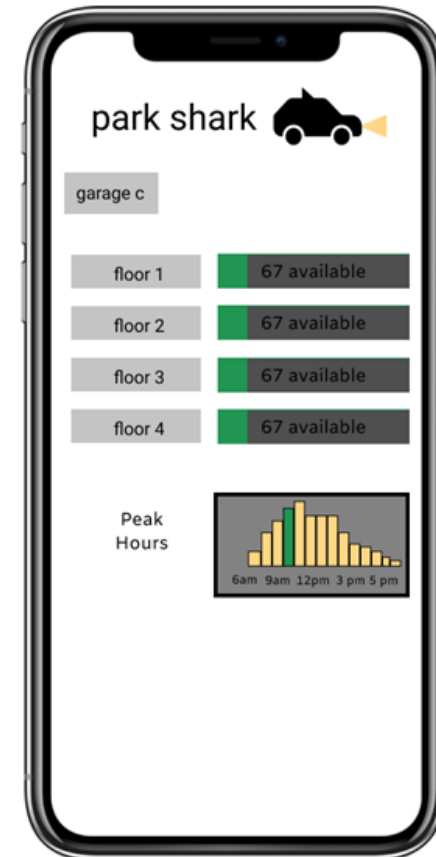 park shark
garage c
floor 1 67 available
floor 2 67 available
floor 3 67 available
floor 4 67 available
Peak
Hours
6am 9am 12pm 3 pm 5 pm